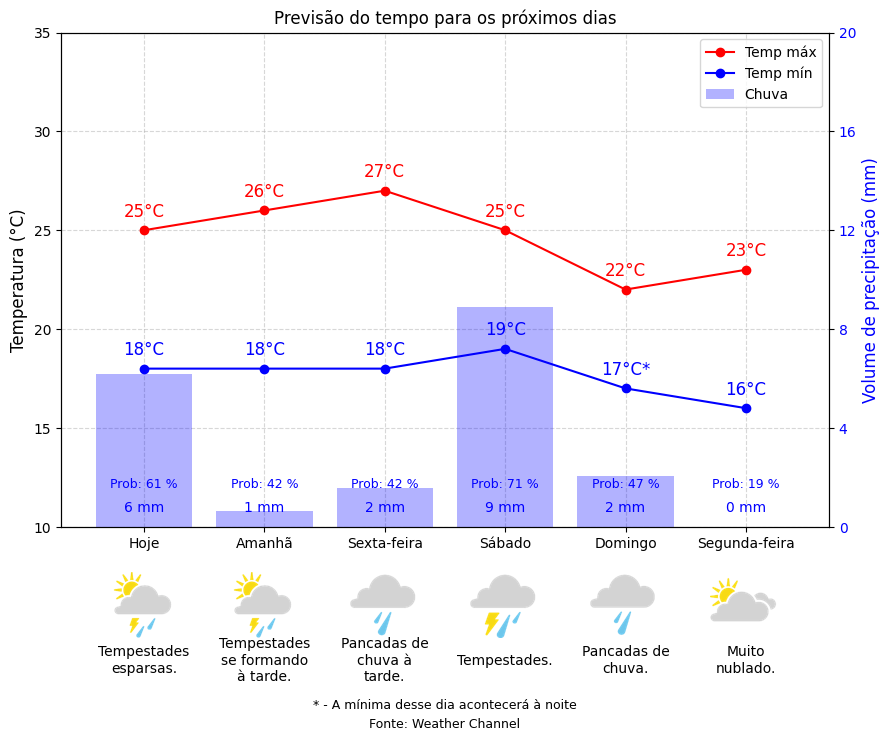 Previsão do tempo para os próximos dias
Temperatura (°C)
35
30
25
20
15
10
Volume de precipitação (mm)
20
16
12
8
4
0
Temp máx
Temp mín
Chuva
25°C
26°C
27°C
25°C
22°C
23°C
18°C
18°C
18°C
19°C
17°C*
16°C
Prob: 61 %
Prob: 42 %
Prob: 42 %
Prob: 71 %
Prob: 47 %
Prob: 19 %
6 mm
1 mm
2 mm
9 mm
2 mm
0 mm
Hoje
Amanhã
Sexta-feira
Sábado
Domingo
Segunda-feira
Tempestades
esparsas.
Tempestades
se formando
à tarde.
Pancadas de
chuva à
tarde.
Tempestades.
Pancadas de
chuva.
Muito
nublado.
* - A mínima desse dia acontecerá à noite
Fonte: Weather Channel